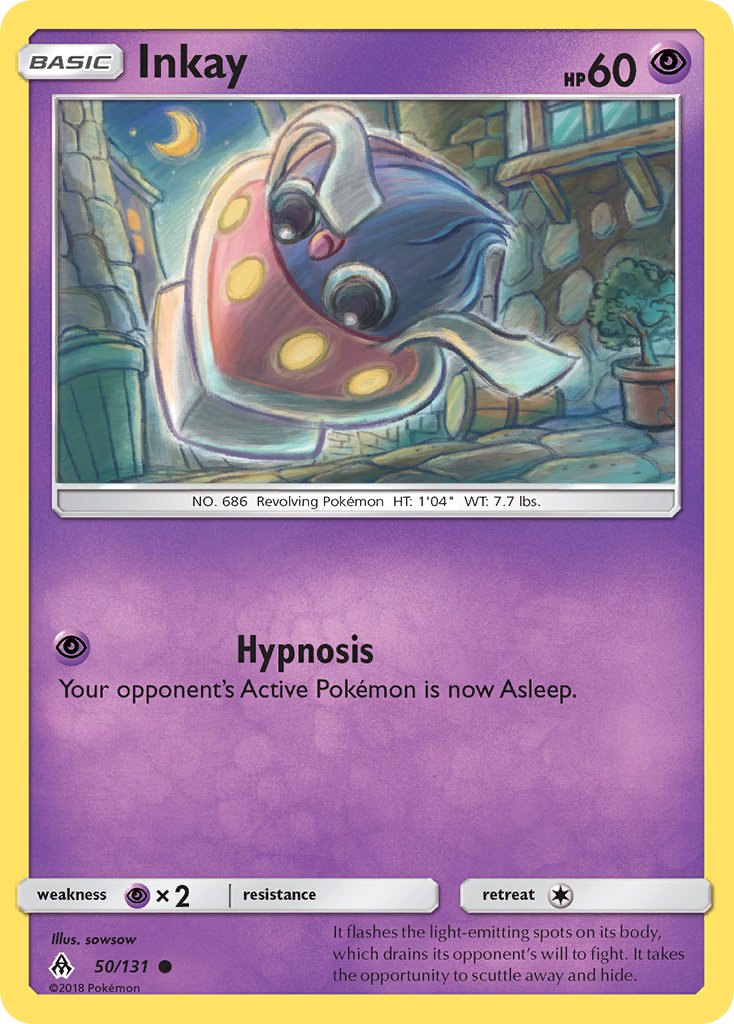 BASIC Inkay HP60
NO. 686 Revolving Pokémon HT: 1'04" WT: 7.7 lbs.
Hypnosis
Your opponent's Active Pokémon is now Asleep.
weakness ×2 resistance retreat
Illus. sowsow
50/131
©2018 Pokémon
It flashes the light-emitting spots on its body,
which drains its opponent's will to fight. It takes
the opportunity to scuttle away and hide.